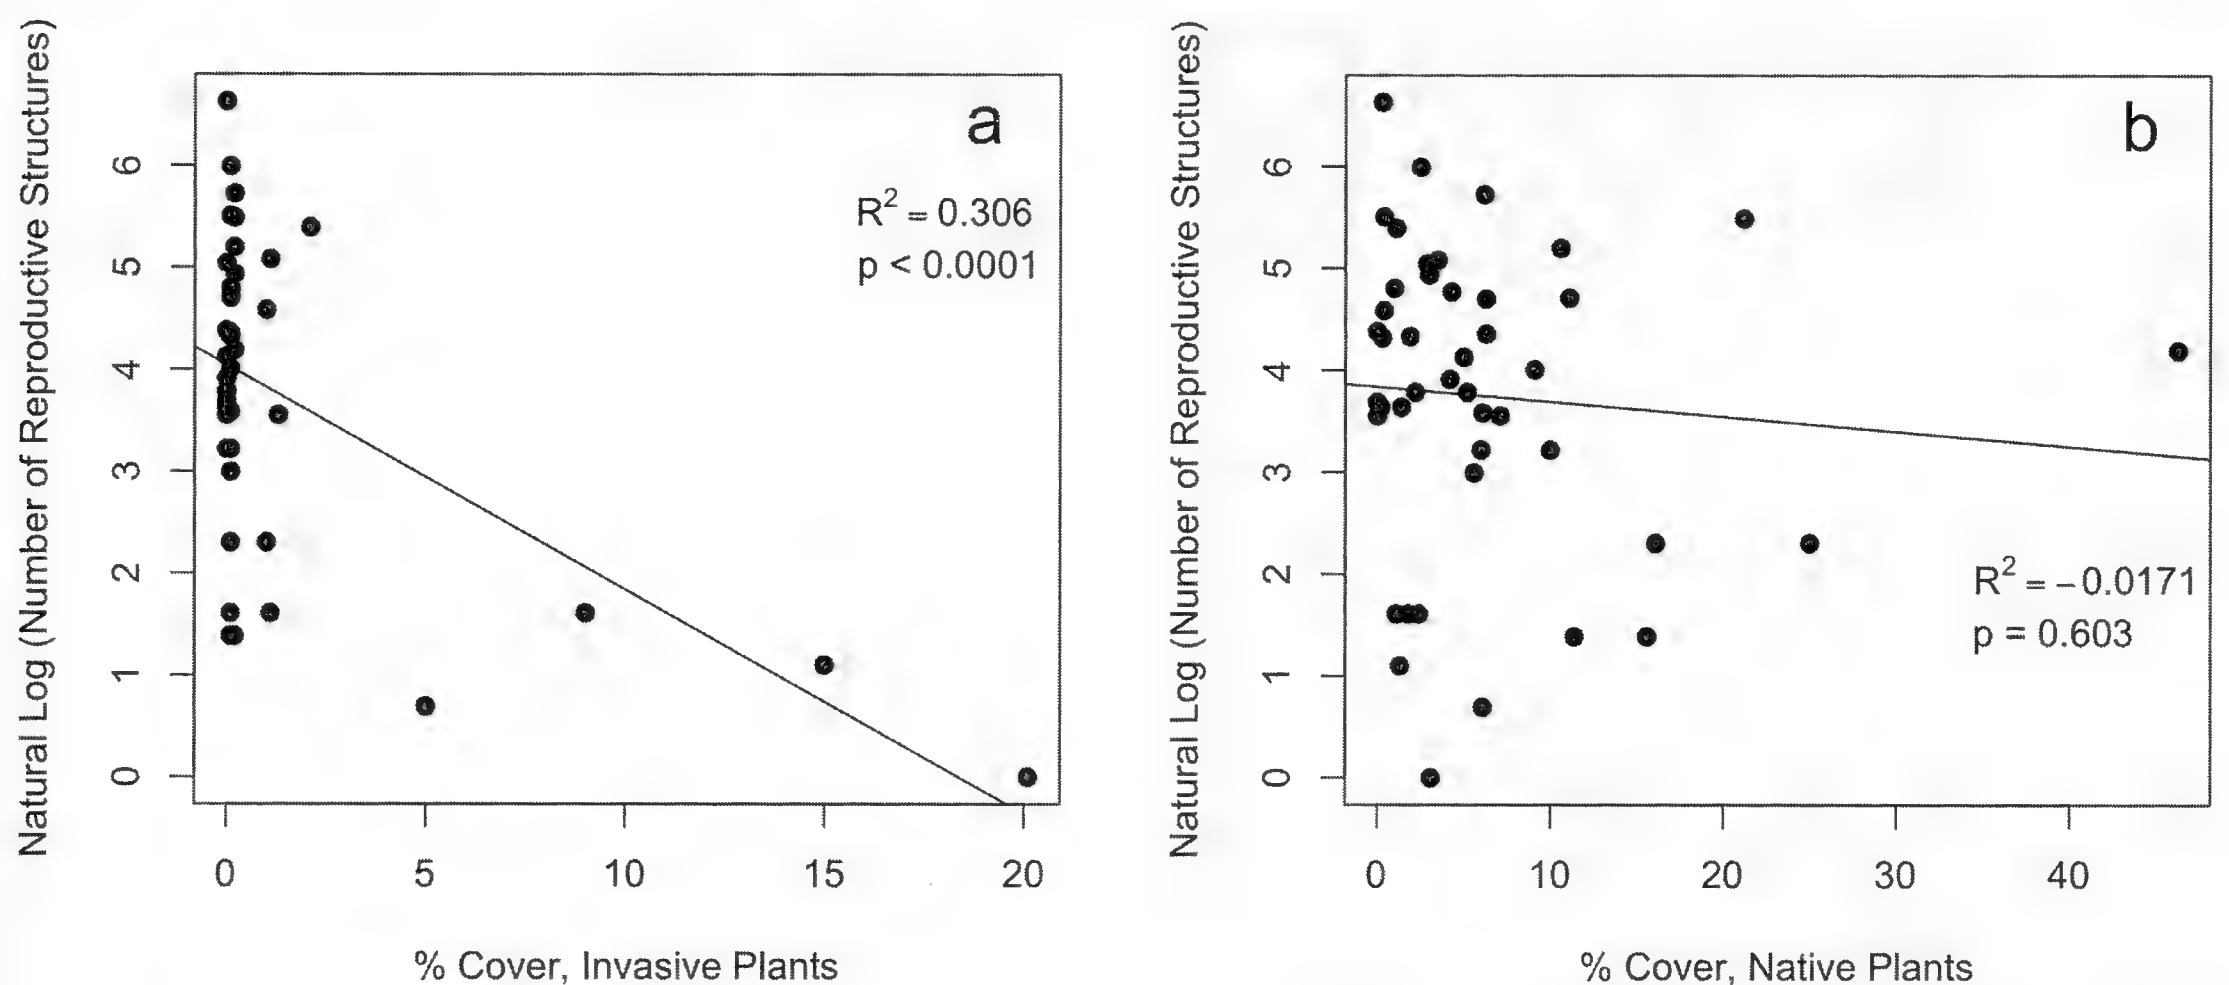 Natural Log (Number of Reproductive Structures)
6
5
4
3
2
1
0
a
R² = 0.306
p < 0.0001
0 5 10 15 20
% Cover, Invasive Plants
Natural Log (Number of Reproductive Structures)
6
5
4
3
2
1
0
b
R² = −0.0171
p = 0.603
0 10 20 30 40
% Cover, Native Plants